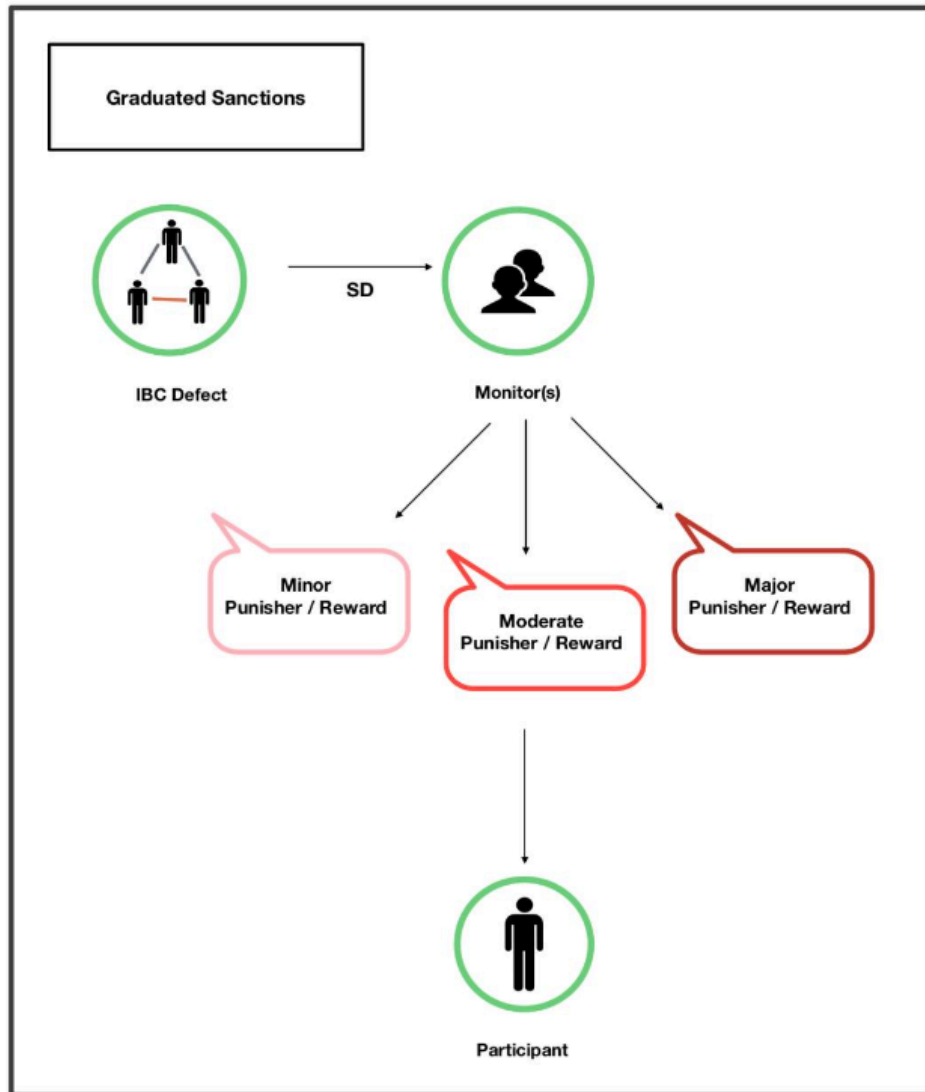 Graduated Sanctions
SD
IBC Defect
Monitor(s)
Minor
Punisher / Reward
Moderate
Punisher / Reward
Major
Punisher / Reward
Participant